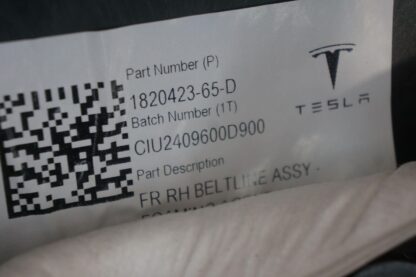 Part Number (P)
1820423-65-D
Batch Number (1T)
CIU2409600D900
Part Description
FR RH BELTLINE ASSY -
TESLA